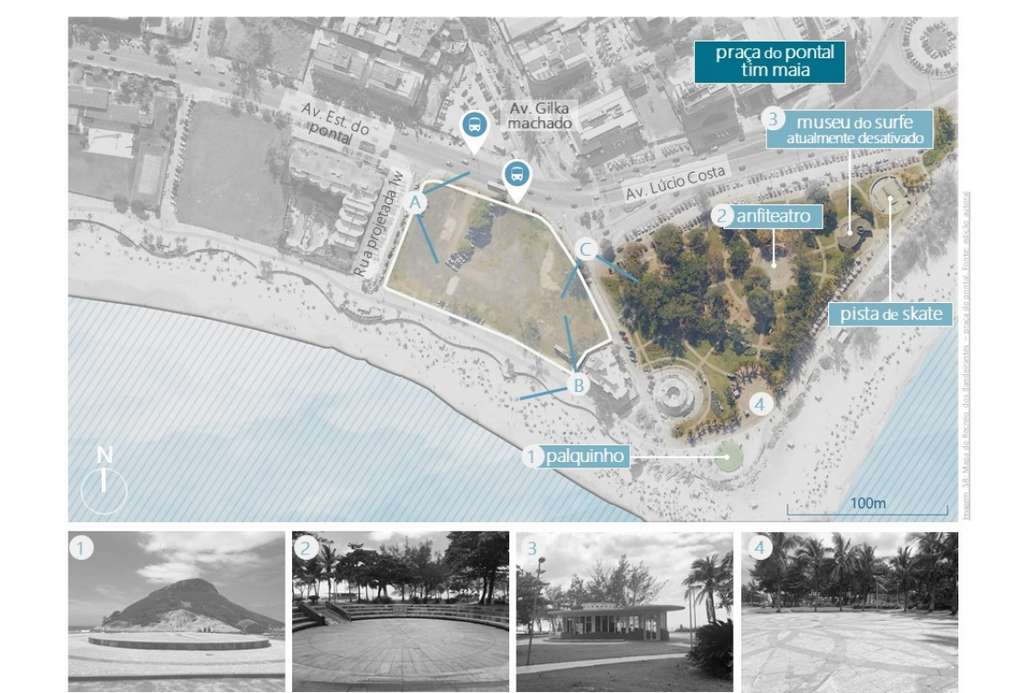 praça do pontal
tim maia
Av. Est. do
pontal
Av. Gilka
machado
3
museu do surfe
atualmente desativado
Av. Lúcio Costa
Rua projetada 1w
A
2
anfiteatro
C
pista de skate
B
4
1
palquinho
N
100m
1
2
3
4